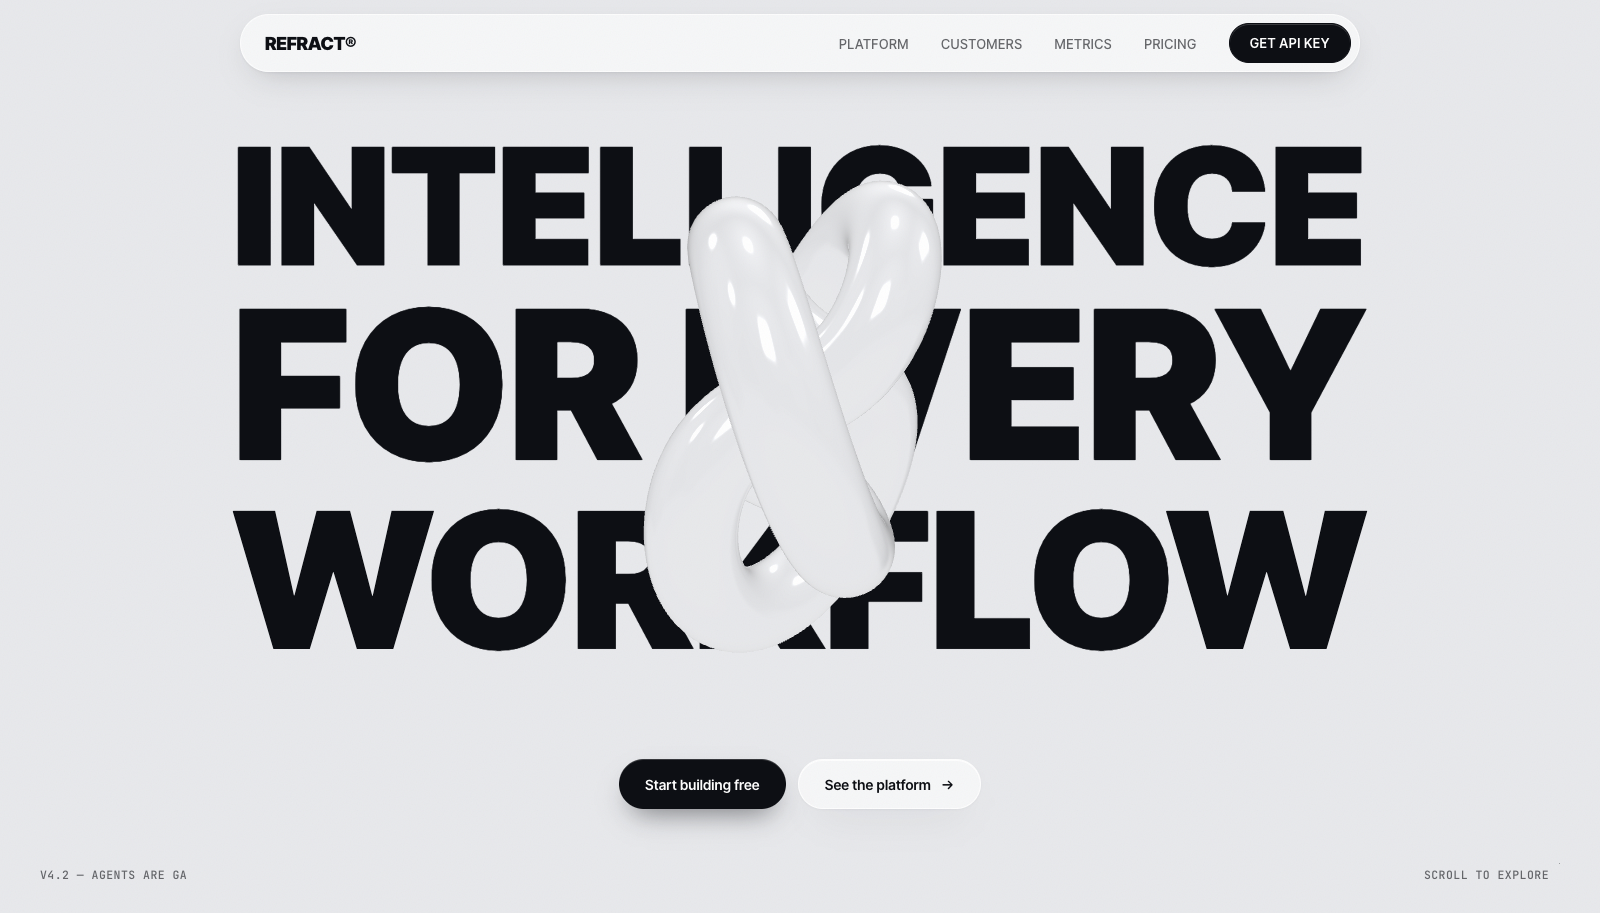 REFRACT®
PLATFORM CUSTOMERS METRICS PRICING GET API KEY
INTELLIGENCE
FOR EVERY
WORKFLOW
Start building free
See the platform →
V4.2 — AGENTS ARE GA
SCROLL TO EXPLORE